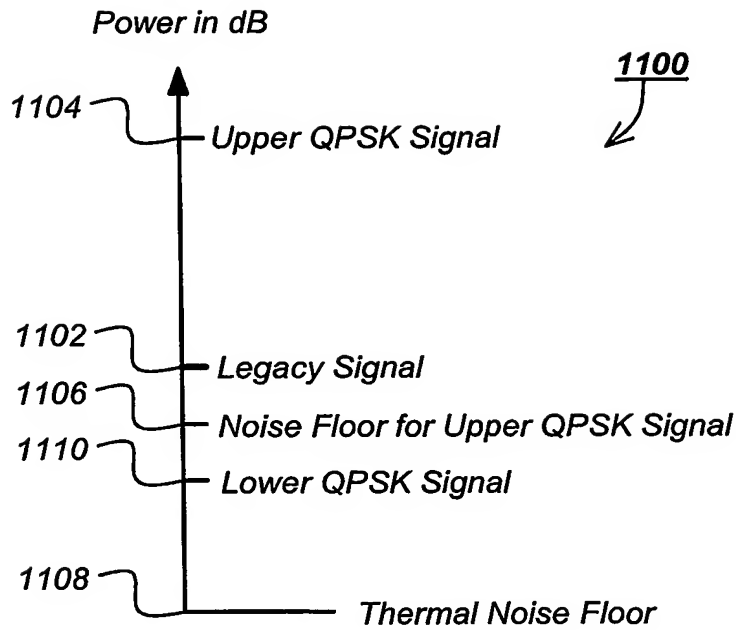 Power in dB
1100
1104
Upper QPSK Signal
1102
Legacy Signal
1106
Noise Floor for Upper QPSK Signal
1110
Lower QPSK Signal
1108
Thermal Noise Floor